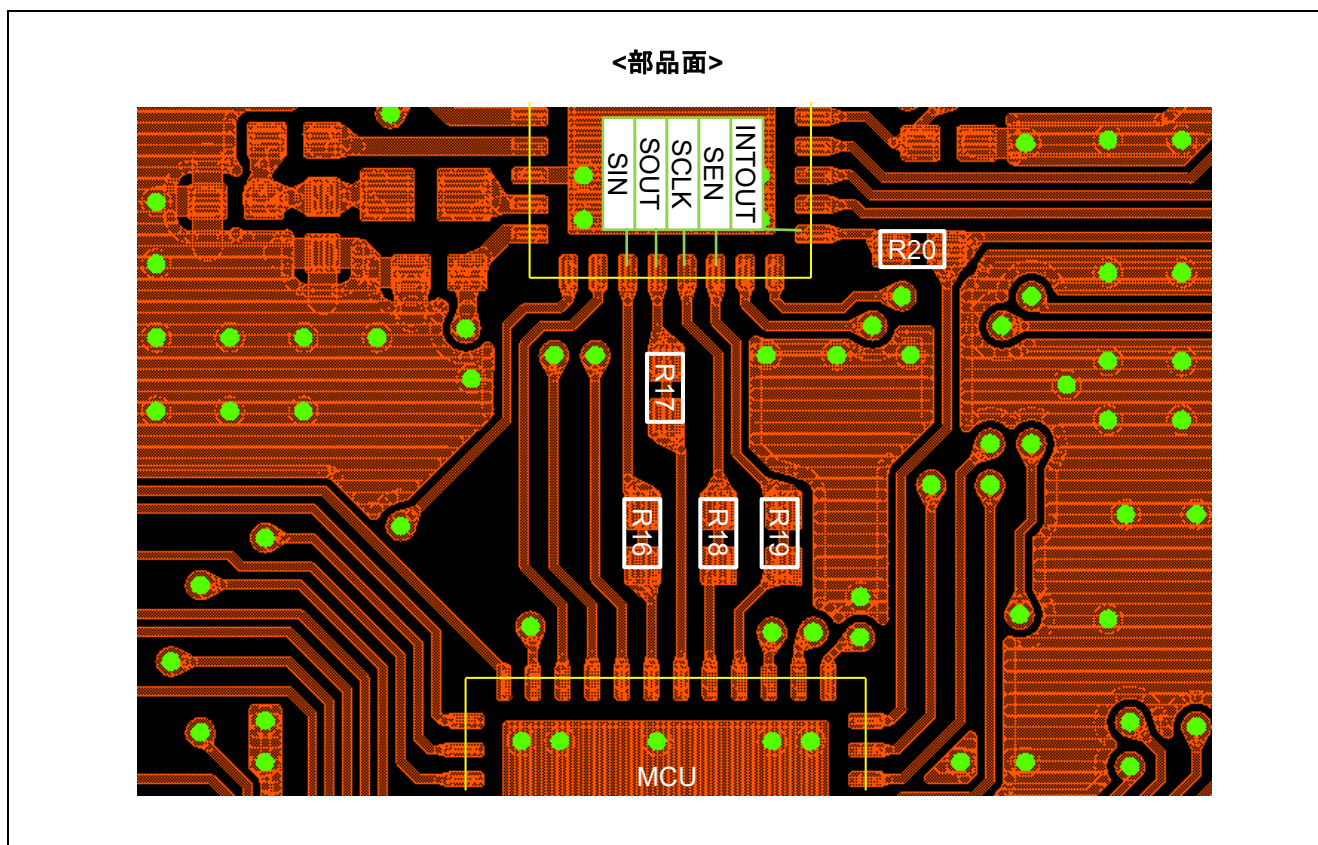 <部品面>
SIN
SOUT
SCLK
SEN
INTOUT
R20
R17
R16
R18
R19
MCU